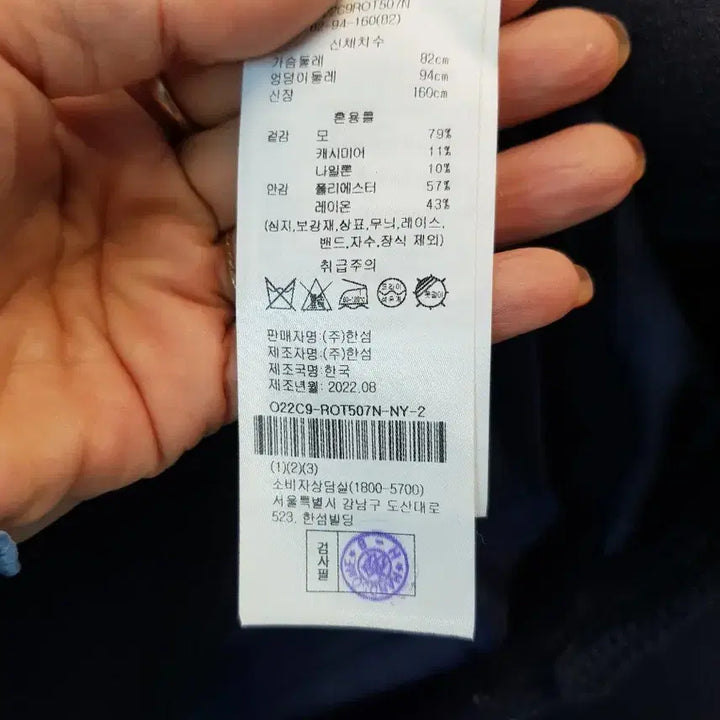 22C9ROT507N
82-94-160(82)
신체치수
가슴둘레 82cm
엉덩이둘레 94cm
신장 160cm
혼용률
겉감 모 79%
캐시미어 11%
나일론 10%
안감 폴리에스터 57%
레이온 43%
(심지,보강재,상표,무늬,레이스,
밴드,자수,장식 제외)
취급주의
판매자명:(주)한섬
제조자명:(주)한섬
제조국명:한국
제조년월: 2022.08
O22C9-ROT507N-NY-2
(1)(2)(3)
소비자상담실(1800-5700)
서울특별시 강남구 도산대로
523. 한섬빌딩
검사필